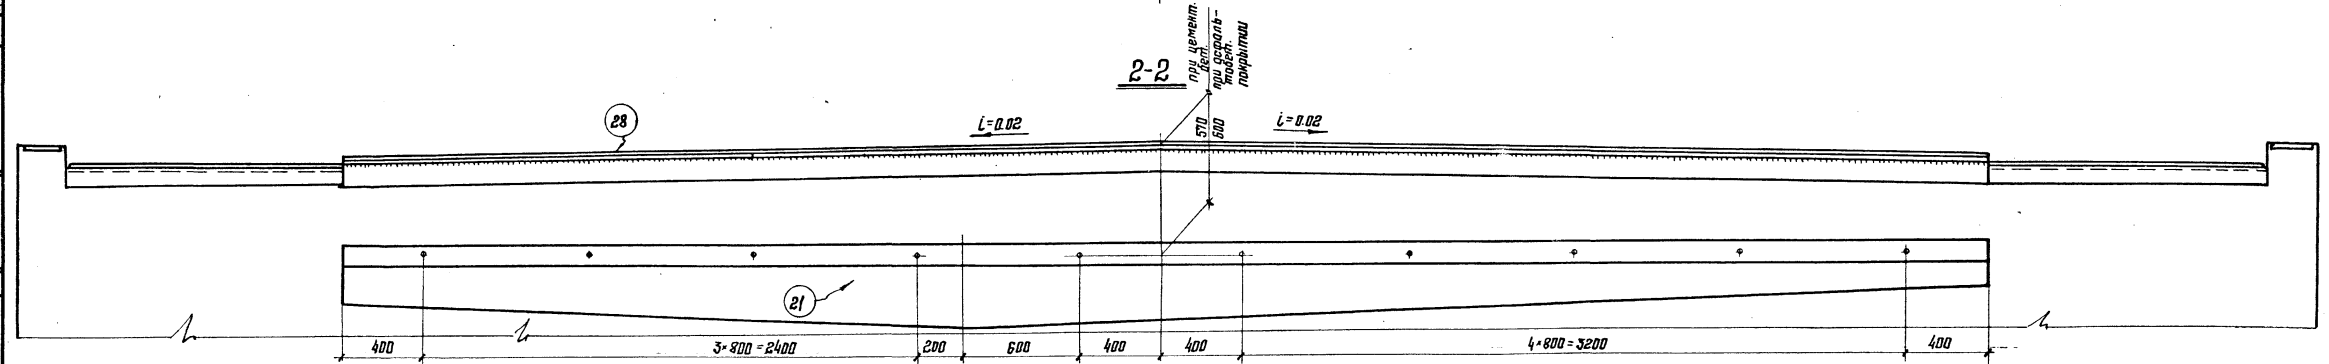 2-2
при цемент.
бет.
при асфаль-
тобет.
покрытии
28
i=0.02
570
600
i=0.02
21
400
3×800=2400
200
600
400
400
4×800=3200
400